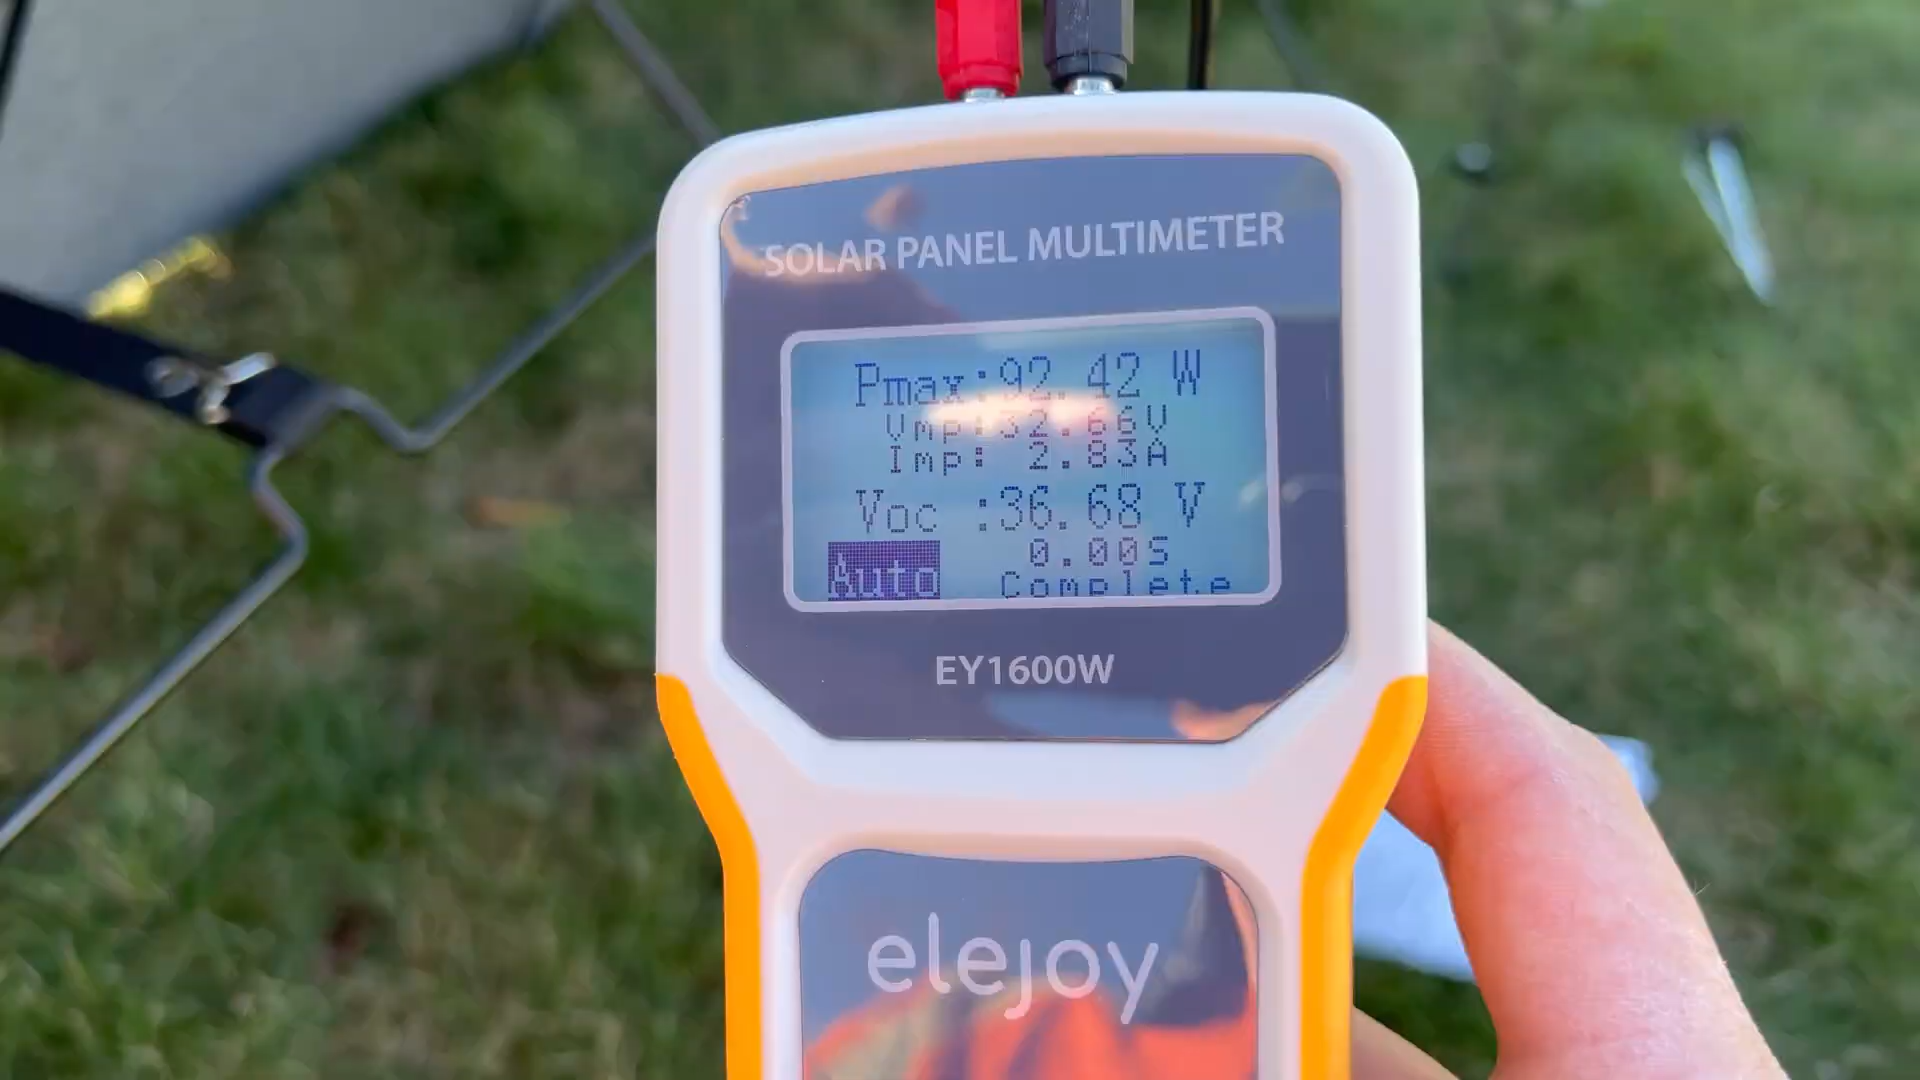 SOLAR PANEL MULTIMETER
Pmax:92.42 W
Vmp:32.66V
Imp: 2.83A
Voc :36.68 V
0.00S
Auto Complete
EY1600W
elejoy